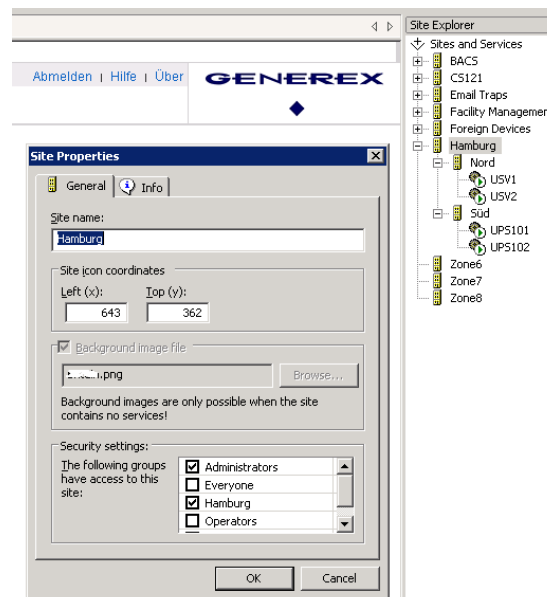 Abmelden | Hilfe | Über
GENEREX
Site Properties
General
Info
Site name:
Hamburg
Site icon coordinates
Left (x):
Top (y):
643
362
Background image file
.png
Browse...
Background images are only possible when the site
contains no services!
Security settings:
The following groups
have access to this
site:
Administrators
Everyone
Hamburg
Operators
OK
Cancel
Site Explorer
Sites and Services
BACS
CS121
Email Traps
Facility Managemen
Foreign Devices
Hamburg
Nord
USV1
USV2
Süd
UPS101
UPS102
Zone6
Zone7
Zone8